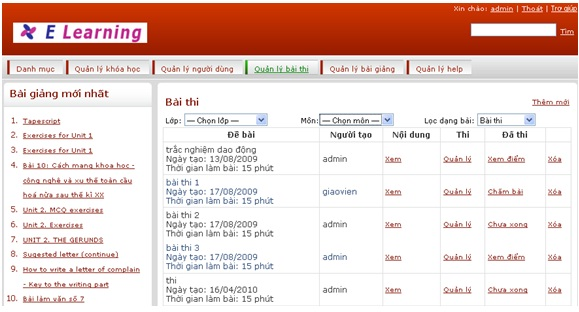 Xin chào: admin | Thoát | Trợ giúp
E Learning
Tìm
Danh mục
Quản lý khóa học
Quản lý người dùng
Quản lý bài thi
Quản lý bài giảng
Quản lý help
Bài giảng mới nhất
1. Tapescript
2. Exercises for Unit 1
3. Exercises for Unit 1
4. Bài 10: Cách mang khoa học -
công nghệ và xu thế toàn cầu
hoá nửa sau thế kỉ XX
5. Unit 2. MCQ exercises
6. Unit 2. Exercises
7. UNIT 2. THE GERUNDS
8. Sugested letter (continue)
9. How to write a letter of complain
- Key to the writing part
10. Bài làm văn số 7
Bài thi
Thêm mới
Lớp: --- Chọn lớp ---
Môn: --- Chọn môn ---
Lọc dạng bài: Bài thi
Đề bài Người tạo Nội dung Thi Đã thi
trắc nghiệm dao động
Ngày tạo: 13/08/2009 admin Xem Quản lý Xem điểm Xóa
Thời gian làm bài: 15 phút
bài thi 1
Ngày tạo: 17/08/2009 giaovien Xem Quản lý Chấm bài Xóa
Thời gian làm bài: 15 phút
bài thi 2
Ngày tạo: 17/08/2009 admin Xem Quản lý Chưa xong Xóa
Thời gian làm bài: 15 phút
bài thi 3
Ngày tạo: 17/08/2009 admin Xem Quản lý Xem điểm Xóa
Thời gian làm bài: 15 phút
thi
Ngày tạo: 16/04/2010 admin Xem Quản lý Chưa xong Xóa
Thời gian làm bài: 15 phút